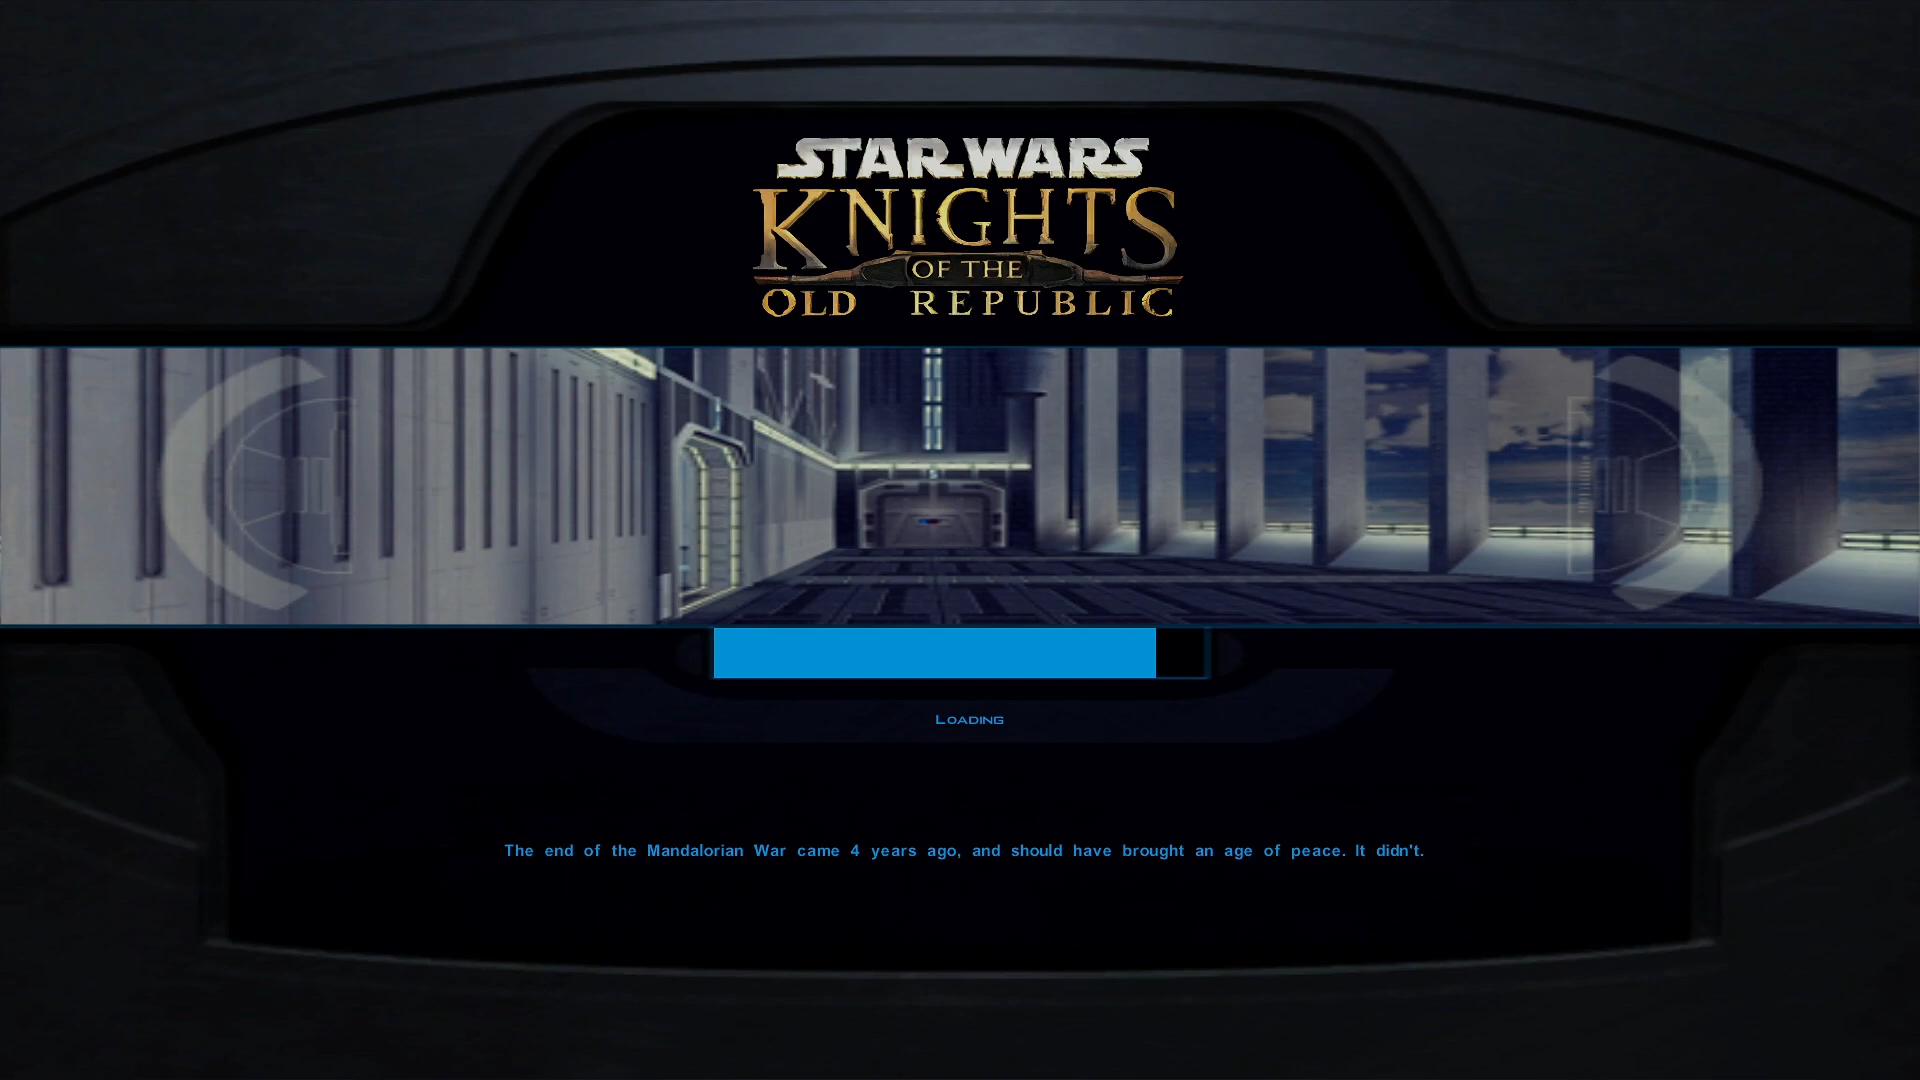 STAR WARS
KNIGHTS
OF THE
OLD REPUBLIC
LOADING
The end of the Mandalorian War came 4 years ago, and should have brought an age of peace. It didn't.